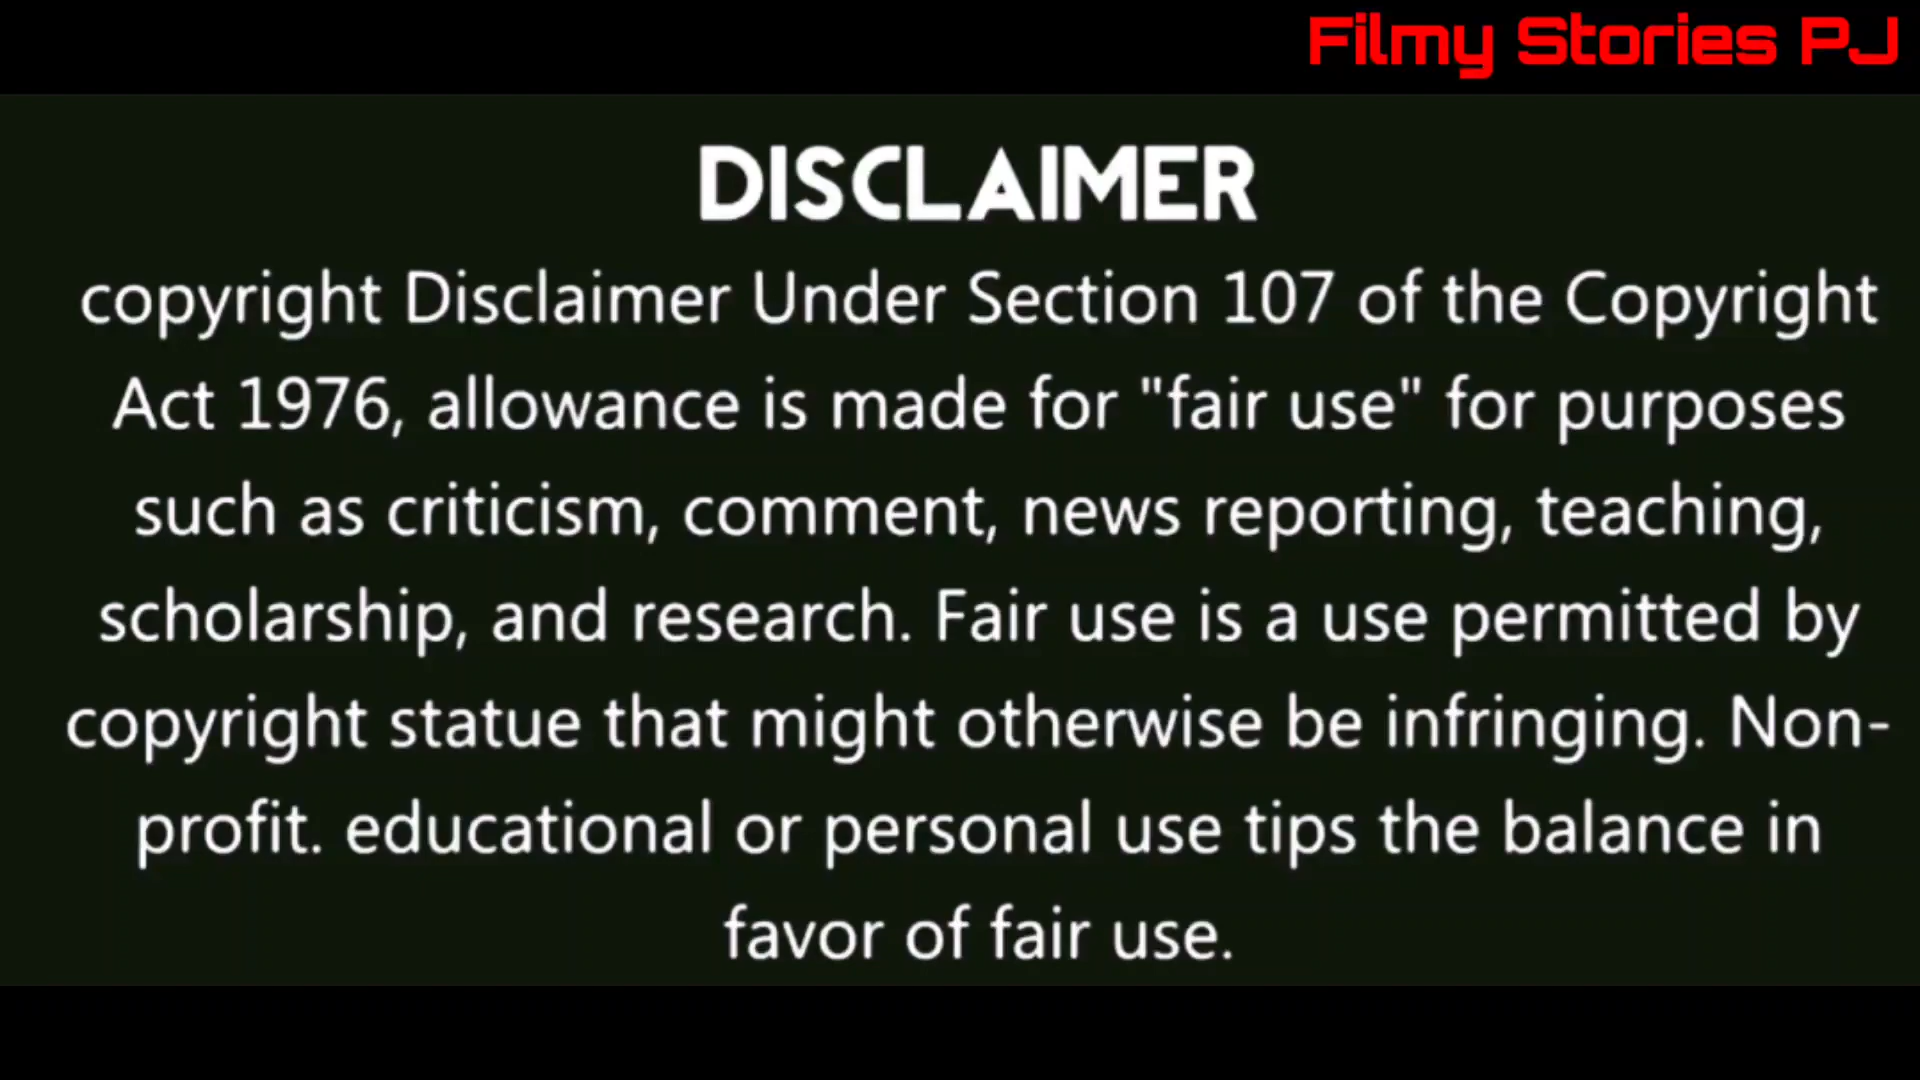 Filmy Stories PJ
DISCLAIMER
copyright Disclaimer Under Section 107 of the Copyright
Act 1976, allowance is made for "fair use" for purposes
such as criticism, comment, news reporting, teaching,
scholarship, and research. Fair use is a use permitted by
copyright statue that might otherwise be infringing. Non-
profit. educational or personal use tips the balance in
favor of fair use.